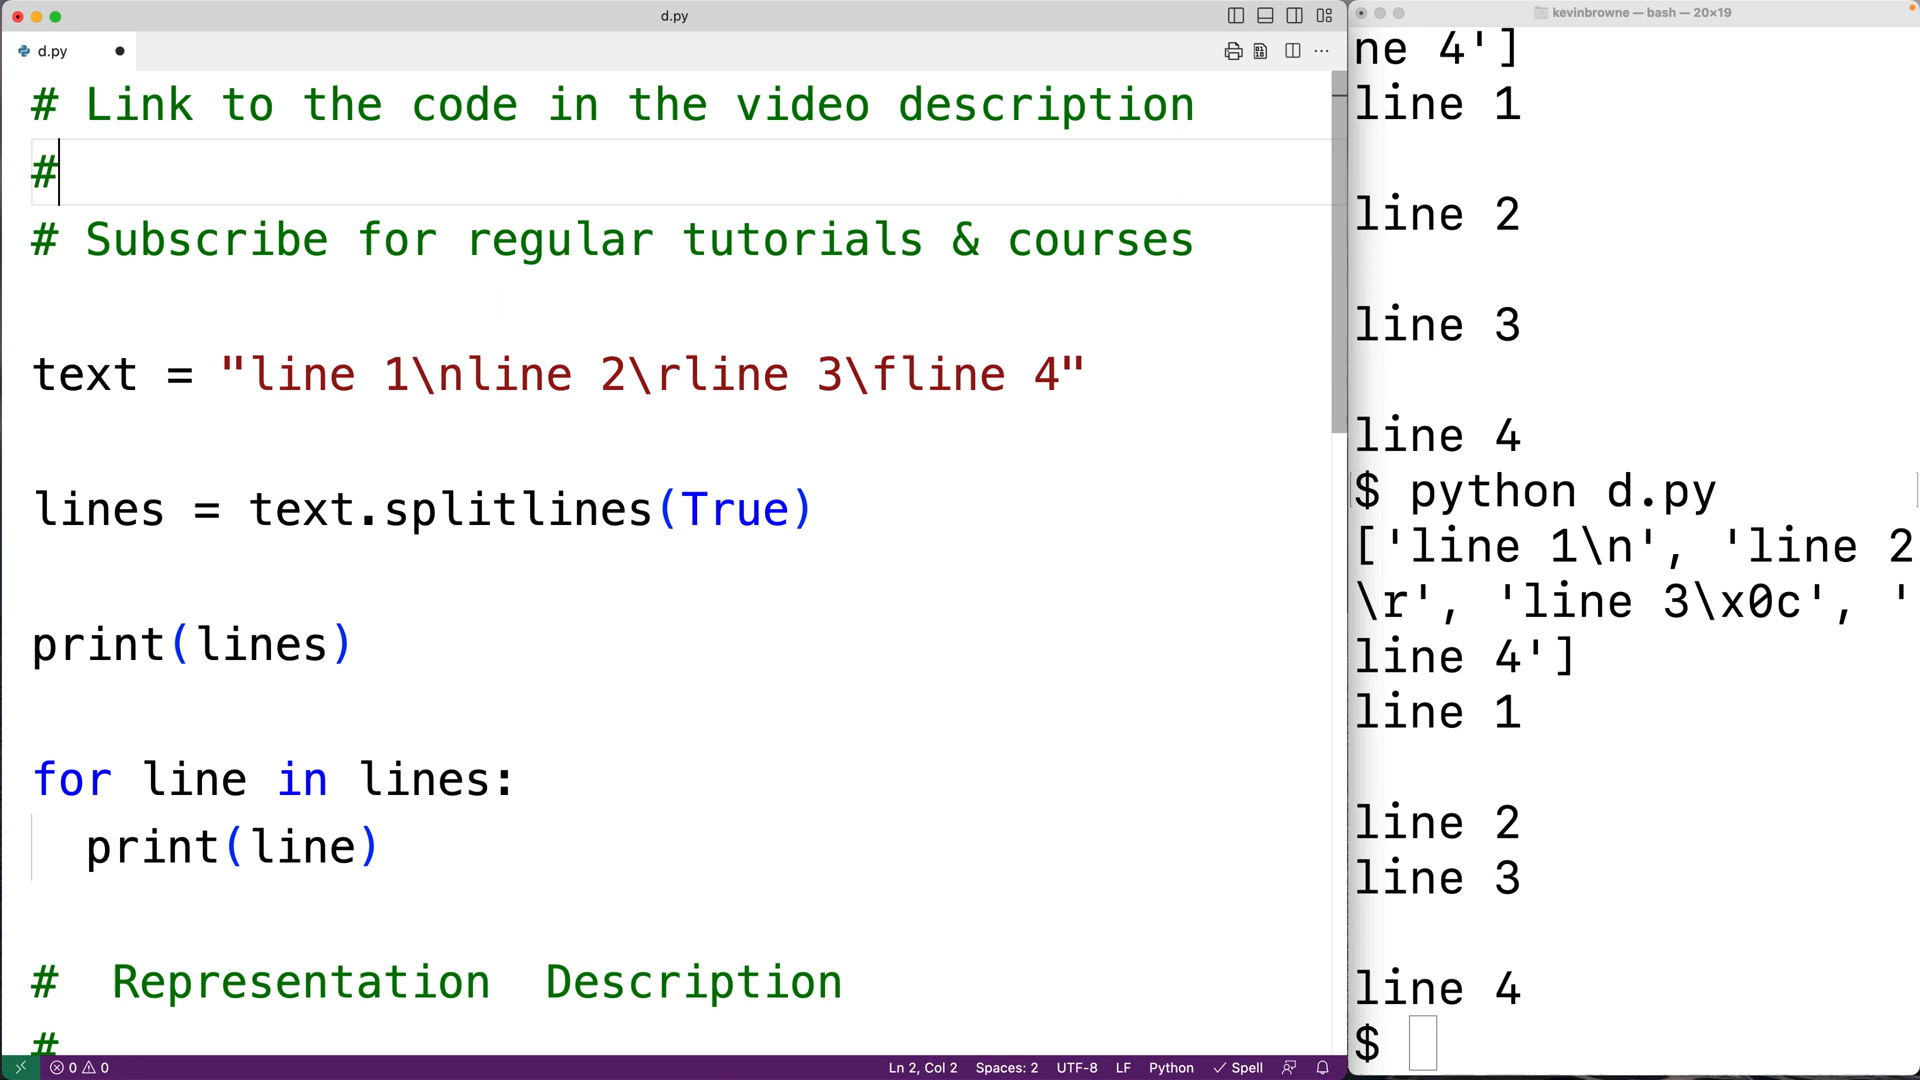 d.py
d.py
# Link to the code in the video description
#
# Subscribe for regular tutorials & courses
text = "line 1\nline 2\rline 3\fline 4"
lines = text.splitlines(True)
print(lines)
for line in lines:
  print(line)
#  Representation  Description
#
0 0
Ln 2, Col 2
Spaces: 2
UTF-8
LF
Python
Spell
kevinbrowne — bash — 20×19
ne 4']
line 1
line 2
line 3
line 4
$ python d.py
['line 1\n', 'line 2
\r', 'line 3\x0c', '
line 4']
line 1
line 2
line 3
line 4
$